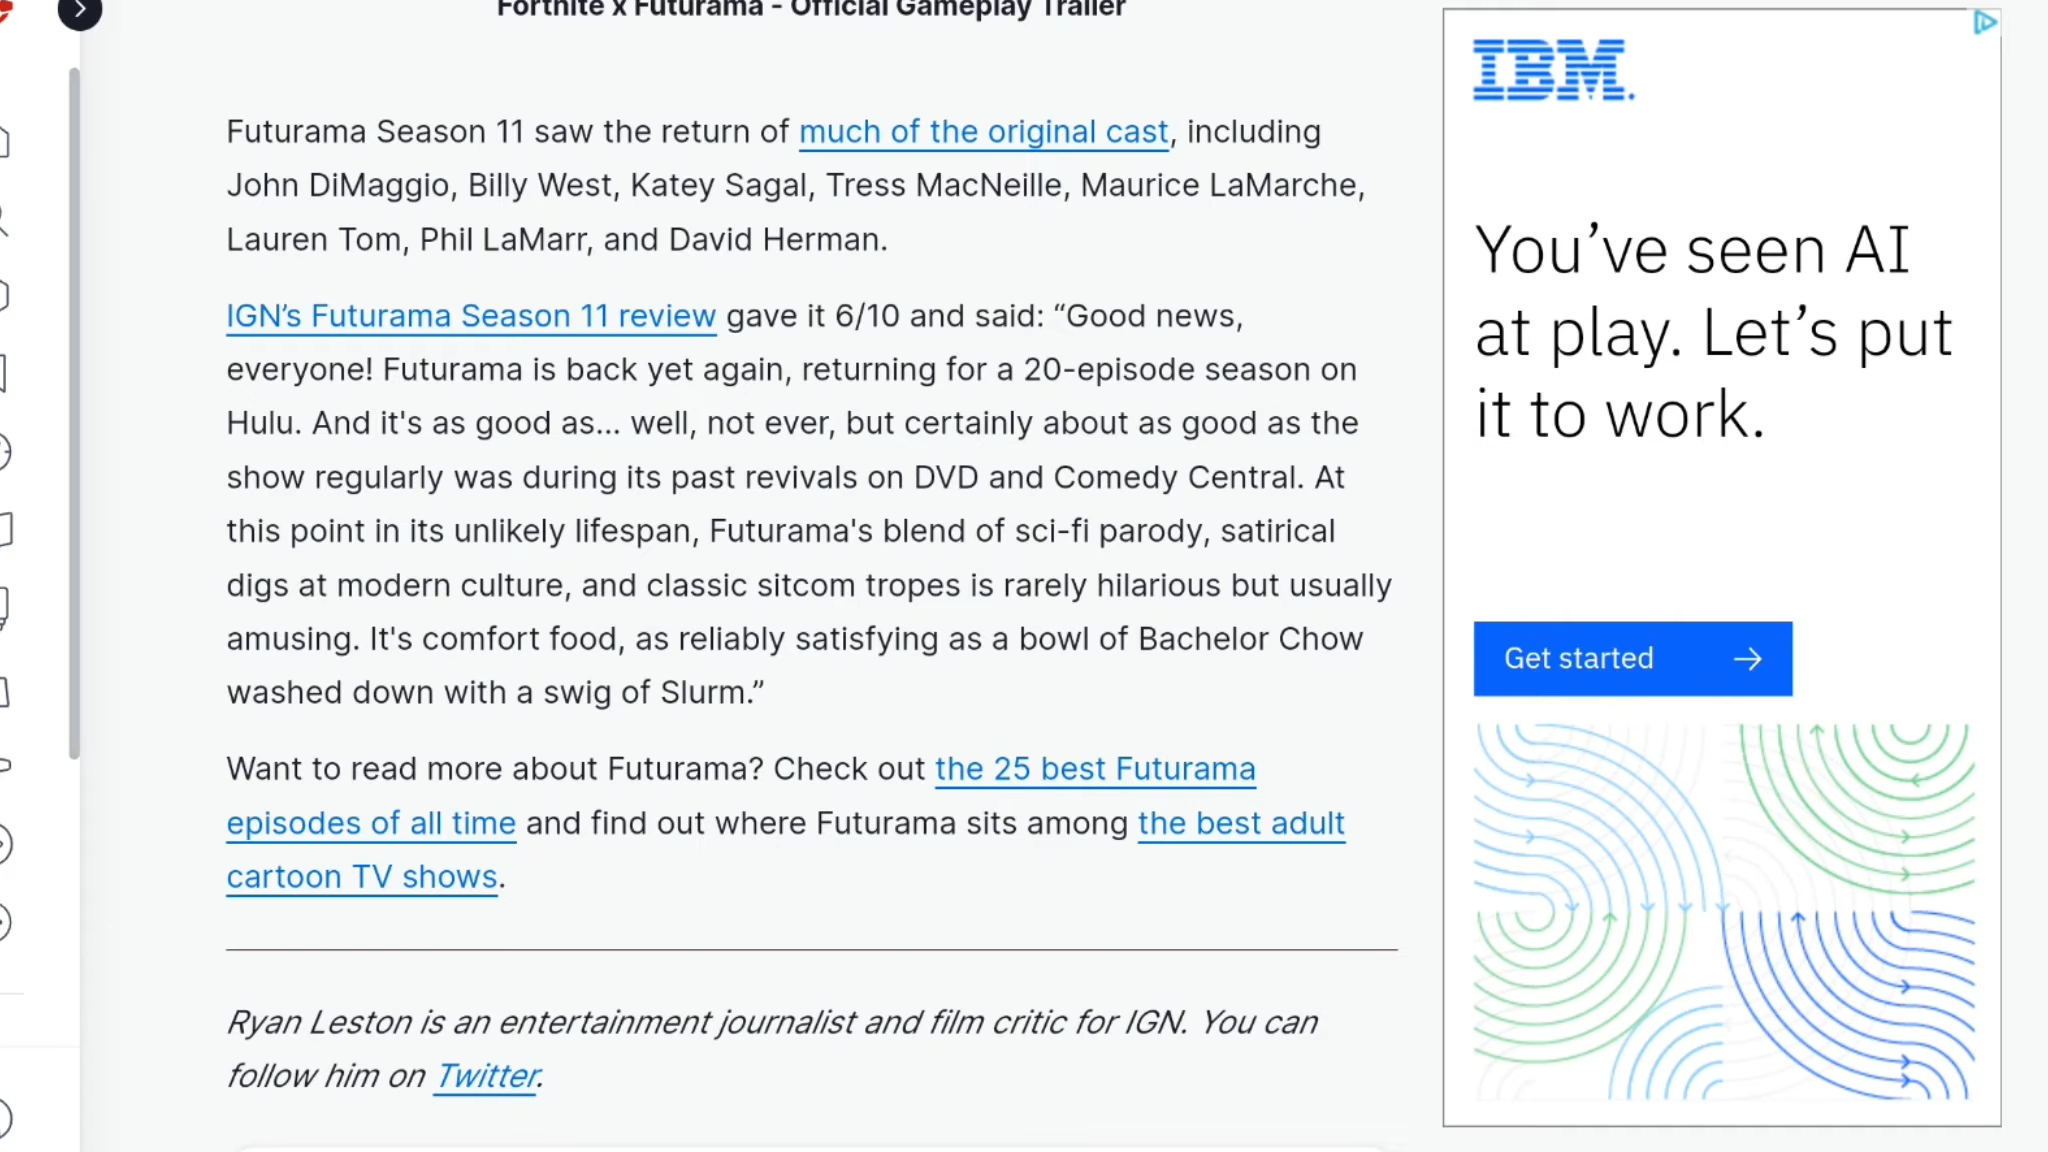 Fortnite x Futurama - Official Gameplay Trailer
Futurama Season 11 saw the return of much of the original cast, including
John DiMaggio, Billy West, Katey Sagal, Tress MacNeille, Maurice LaMarche,
Lauren Tom, Phil LaMarr, and David Herman.
IGN’s Futurama Season 11 review gave it 6/10 and said: “Good news,
everyone! Futurama is back yet again, returning for a 20-episode season on
Hulu. And it's as good as... well, not ever, but certainly about as good as the
show regularly was during its past revivals on DVD and Comedy Central. At
this point in its unlikely lifespan, Futurama's blend of sci-fi parody, satirical
digs at modern culture, and classic sitcom tropes is rarely hilarious but usually
amusing. It's comfort food, as reliably satisfying as a bowl of Bachelor Chow
washed down with a swig of Slurm.”
Want to read more about Futurama? Check out the 25 best Futurama
episodes of all time and find out where Futurama sits among the best adult
cartoon TV shows.
Ryan Leston is an entertainment journalist and film critic for IGN. You can
follow him on Twitter.
IBM.
You’ve seen AI
at play. Let’s put
it to work.
Get started